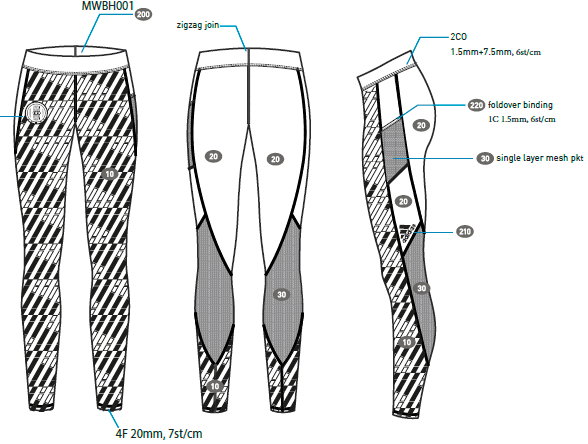 MWBH001
200
zigzag join
2CO
1.5mm+7.5mm, 6st/cm
220 foldover binding
1C 1.5mm, 6st/cm
20
30 single layer mesh pkt
20
20
10
20
210
30
30
10
10
4F 20mm, 7st/cm